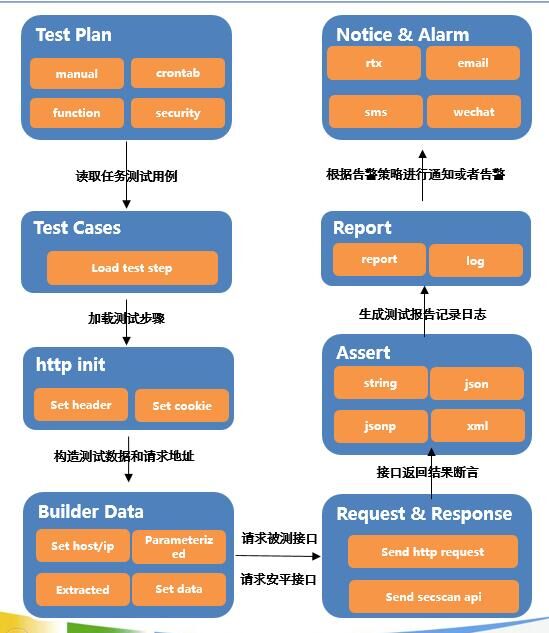 Test Plan
manual
crontab
function
security
读取任务测试用例
Test Cases
Load test step
加载测试步骤
http init
Set header
Set cookie
构造测试数据和请求地址
Builder Data
Set host/ip
Parameteriz
ed
Extracted
Set data
请求被测接口
请求安平接口
Request & Response
Send http request
Send secscan api
接口返回结果断言
Assert
string
json
jsonp
xml
生成测试报告记录日志
Report
report
log
根据告警策略进行通知或者告警
Notice & Alarm
rtx
email
sms
wechat